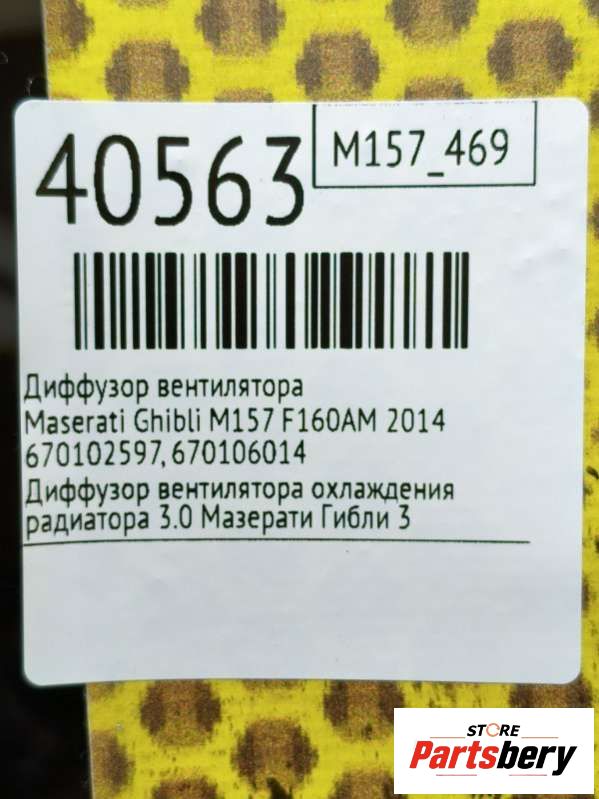 40563
M157_469
Диффузор вентилятора
Maserati Ghibli M157 F160AM 2014
670102597, 670106014
Диффузор вентилятора охлаждения
радиатора 3.0 Мазерати Гибли 3
STORE
Partsbery